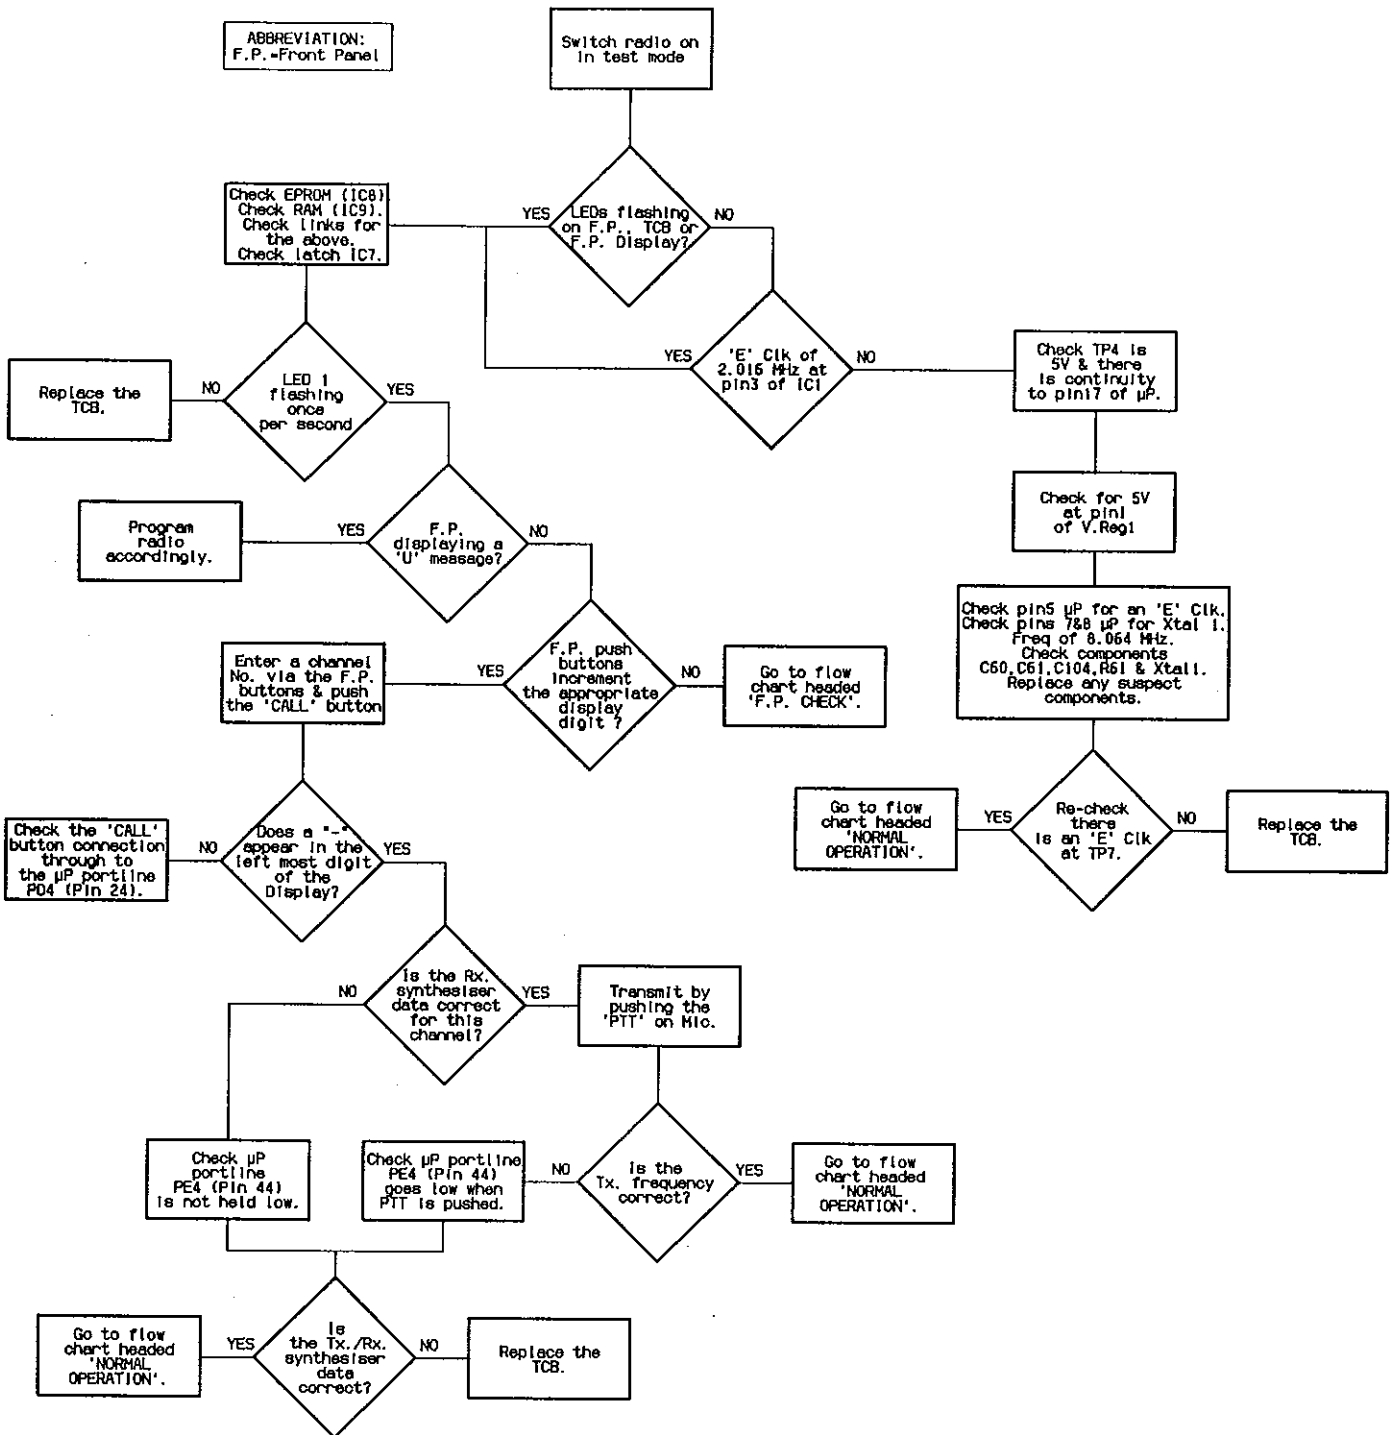 ABBREVIATION:
F.P.=Front Panel
Switch radio on
in test mode
LEDs flashing
on F.P., TCB or
F.P. Display?
YES
NO
Check EPROM (IC8)
Check RAM (IC9).
Check links for
the above.
Check latch IC7.
'E' Clk of
2.016 MHz at
pin3 of IC1
YES
NO
Check TP4 is
5V & there
is continuity
to pin17 of µP.
LED 1
flashing
once
per second
NO
YES
Replace the
TCB.
Check for 5V
at pin1
of V.Reg1
F.P.
displaying a
'U' message?
YES
NO
Program
radio
accordingly.
Check pin5 µP for an 'E' Clk.
Check pins 7&8 µP for Xtal 1.
Freq of 8.064 MHz.
Check components
C60,C61,C104,R61 & Xtal1.
Replace any suspect
components.
F.P. push
buttons
increment
the appropriate
display
digit ?
YES
NO
Enter a channel
No. via the F.P.
buttons & push
the 'CALL' button
Go to flow
chart headed
'F.P. CHECK'.
Re-check
there
is an 'E' Clk
at TP7.
YES
NO
Go to flow
chart headed
'NORMAL
OPERATION'.
Replace the
TCB.
Does a "-"
appear in the
left most digit
of the
Display?
NO
YES
Check the 'CALL'
button connection
through to
the µP portline
PD4 (Pin 24).
Is the Rx.
synthesiser
data correct
for this
channel?
NO
YES
Transmit by
pushing the
'PTT' on Mic.
Check µP
portline
PE4 (Pin 44)
is not held low.
Check µP portline
PE4 (Pin 44)
goes low when
PTT is pushed.
NO
Is the
Tx. frequency
correct?
YES
Go to flow
chart headed
'NORMAL
OPERATION'.
Go to flow
chart headed
'NORMAL
OPERATION'.
YES
Is
the Tx./Rx.
synthesiser
data
correct?
NO
Replace the
TCB.